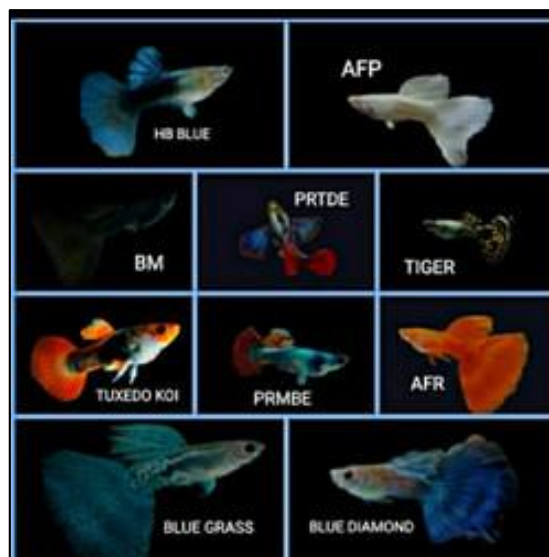 HB BLUE
AFP
BM
PRTDE
TIGER
TUXEDO KOI
PRMBE
AFR
BLUE GRASS
BLUE DIAMOND